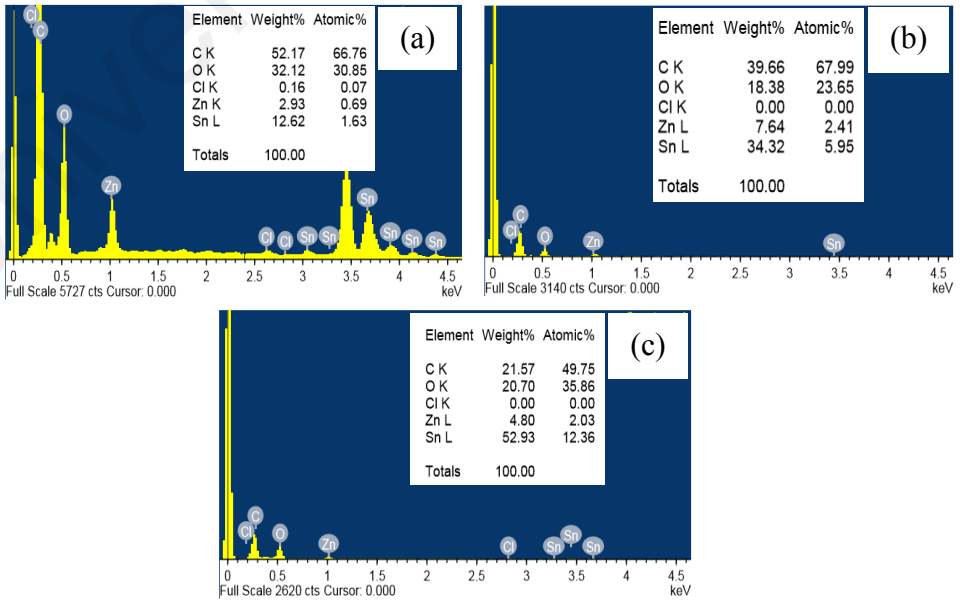 Element Weight% Atomic%
C K 52.17 66.76
O K 32.12 30.85
Cl K 0.16 0.07
Zn K 2.93 0.69
Sn L 12.62 1.63
Totals 100.00
(a)
Cl
C
O
Zn
Cl
Cl
Sn
Sn
Sn
Sn
Sn
Sn
0 0.5 1 1.5 2 2.5 3 3.5 4 4.5
Full Scale 5727 cts Cursor: 0.000
keV
Element Weight% Atomic%
C K 39.66 67.99
O K 18.38 23.65
Cl K 0.00 0.00
Zn L 7.64 2.41
Sn L 34.32 5.95
Totals 100.00
(b)
Cl
C
O
Zn
Sn
0 0.5 1 1.5 2 2.5 3 3.5 4 4.5
Full Scale 3140 cts Cursor: 0.000
keV
Element Weight% Atomic%
C K 21.57 49.75
O K 20.70 35.86
Cl K 0.00 0.00
Zn L 4.80 2.03
Sn L 52.93 12.36
Totals 100.00
(c)
Cl
C
O
Zn
Cl
Sn
Sn
Sn
0 0.5 1 1.5 2 2.5 3 3.5 4 4.5
Full Scale 2620 cts Cursor: 0.000
keV